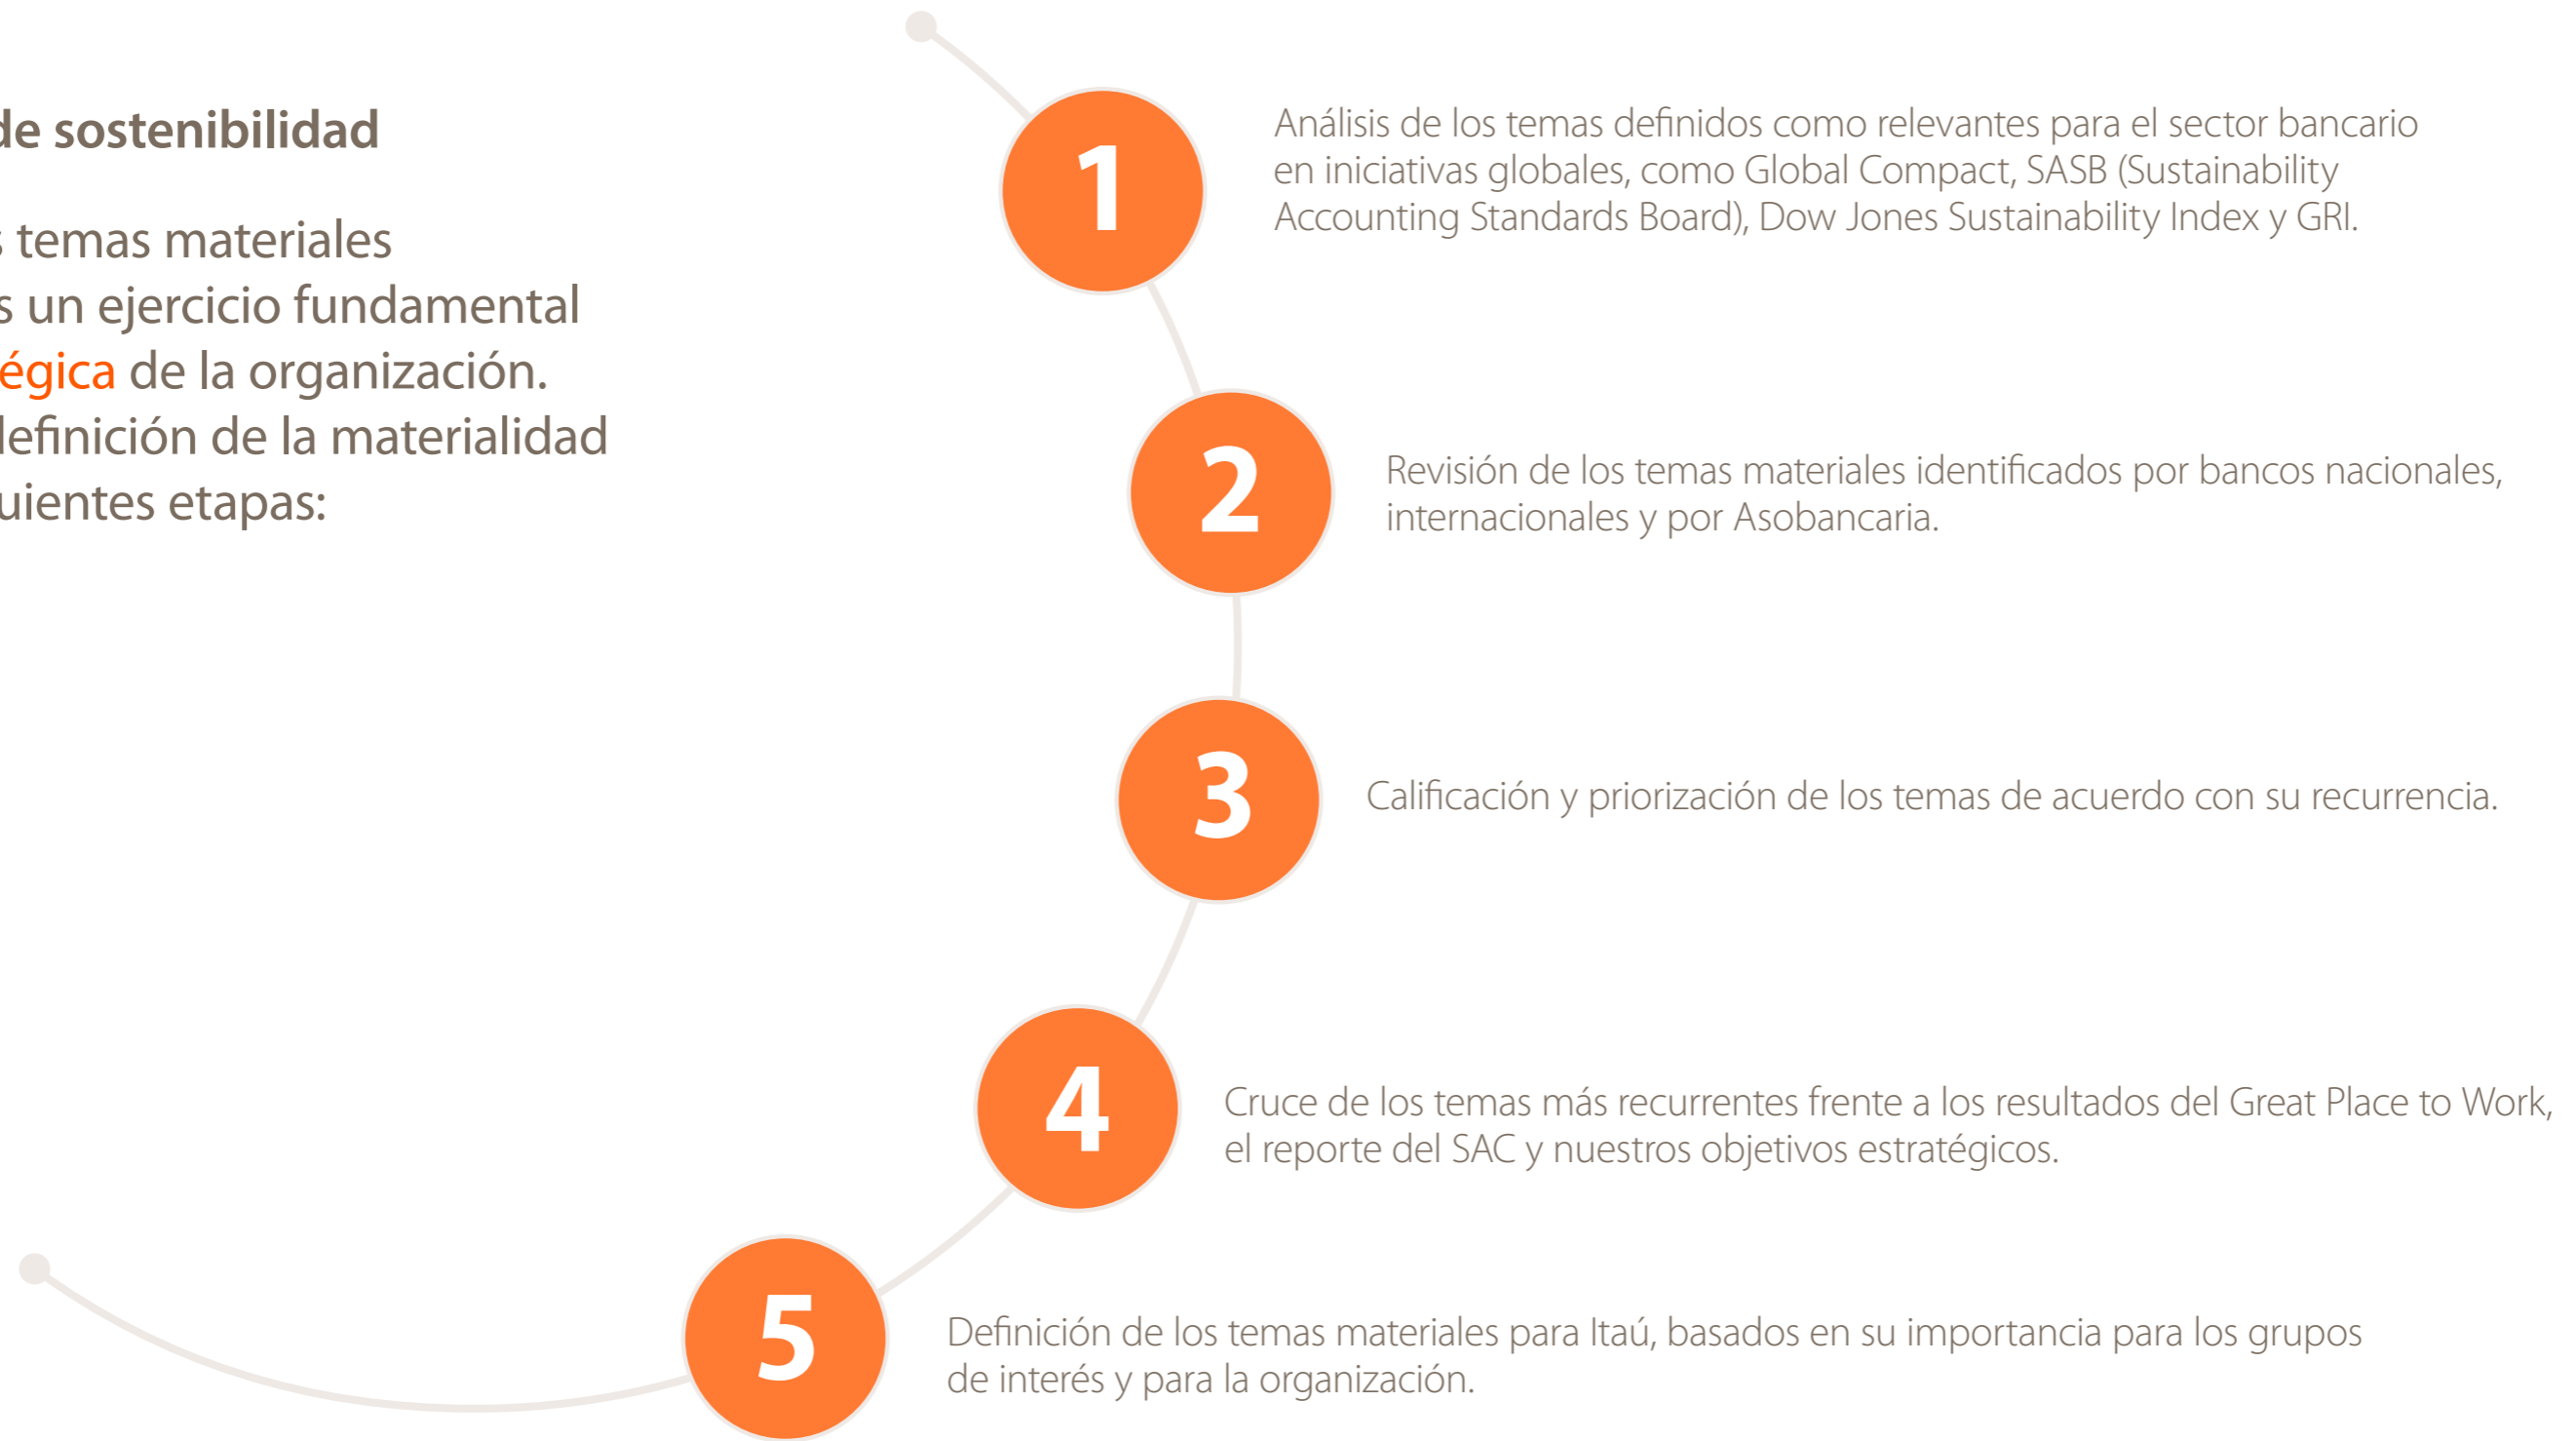 de sostenibilidad
temas materiales
un ejercicio fundamental
de la organización.
definición de la materialidad
etapas:
1
Análisis de los temas definidos como relevantes para el sector bancario
en iniciativas globales, como Global Compact, SASB (Sustainability
Accounting Standards Board), Dow Jones Sustainability Index y GRI.
2
Revisión de los temas materiales identificados por bancos nacionales,
internacionales y por Asobancaria.
3
Calificación y priorización de los temas de acuerdo con su recurrencia.
4
Cruce de los temas más recurrentes frente a los resultados del Great Place to Work,
el reporte del SAC y nuestros objetivos estratégicos.
5
Definición de los temas materiales para Itaú, basados en su importancia para los grupos
de interés y para la organización.